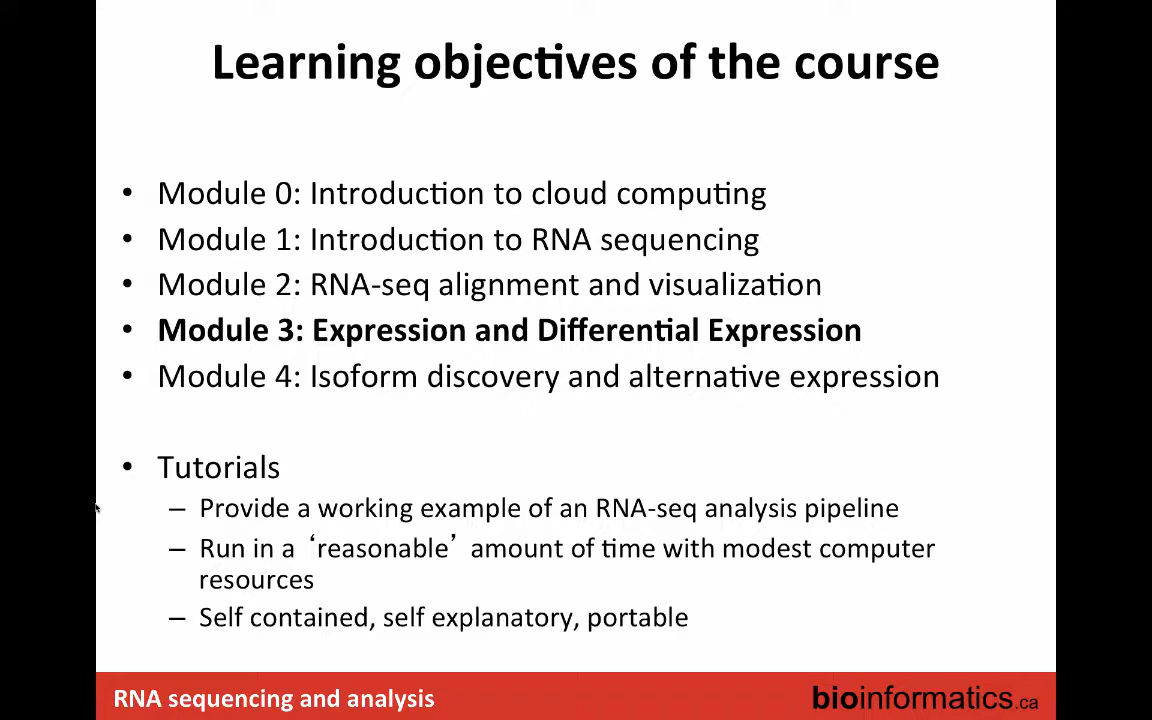 Learning objectives of the course
• Module 0: Introduction to cloud computing
• Module 1: Introduction to RNA sequencing
• Module 2: RNA-seq alignment and visualization
• Module 3: Expression and Differential Expression
• Module 4: Isoform discovery and alternative expression
• Tutorials
– Provide a working example of an RNA-seq analysis pipeline
– Run in a ‘reasonable’ amount of time with modest computer
resources
– Self contained, self explanatory, portable
RNA sequencing and analysis
bioinformatics.ca